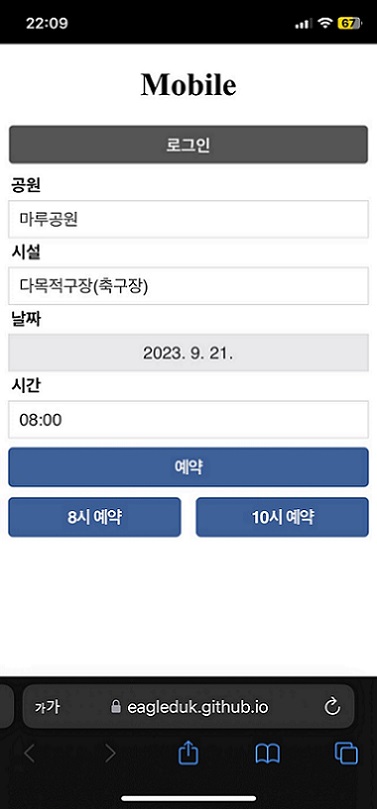 22:09
67
Mobile
로그인
공원
마루공원
시설
다목적구장(축구장)
날짜
2023. 9. 21.
시간
08:00
예약
8시 예약
10시 예약
가가
eagleduk.github.io